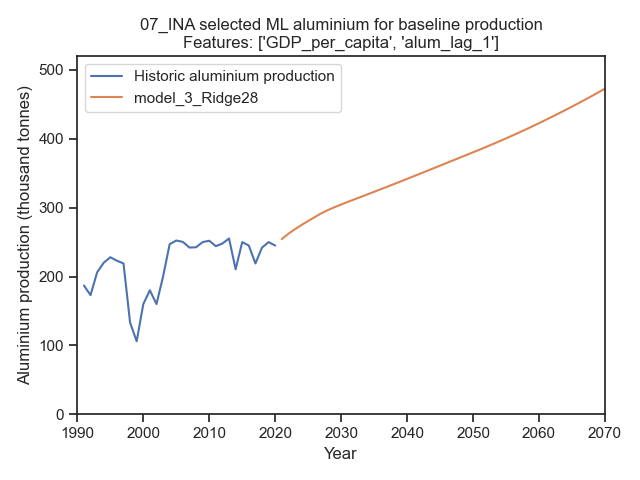 07_INA selected ML aluminium for baseline production
Features: ['GDP_per_capita', 'alum_lag_1']
Historic aluminium production
model_3_Ridge28
Aluminium production (thousand tonnes)
500
400
300
200
100
0
1990 2000 2010 2020 2030 2040 2050 2060 2070
Year